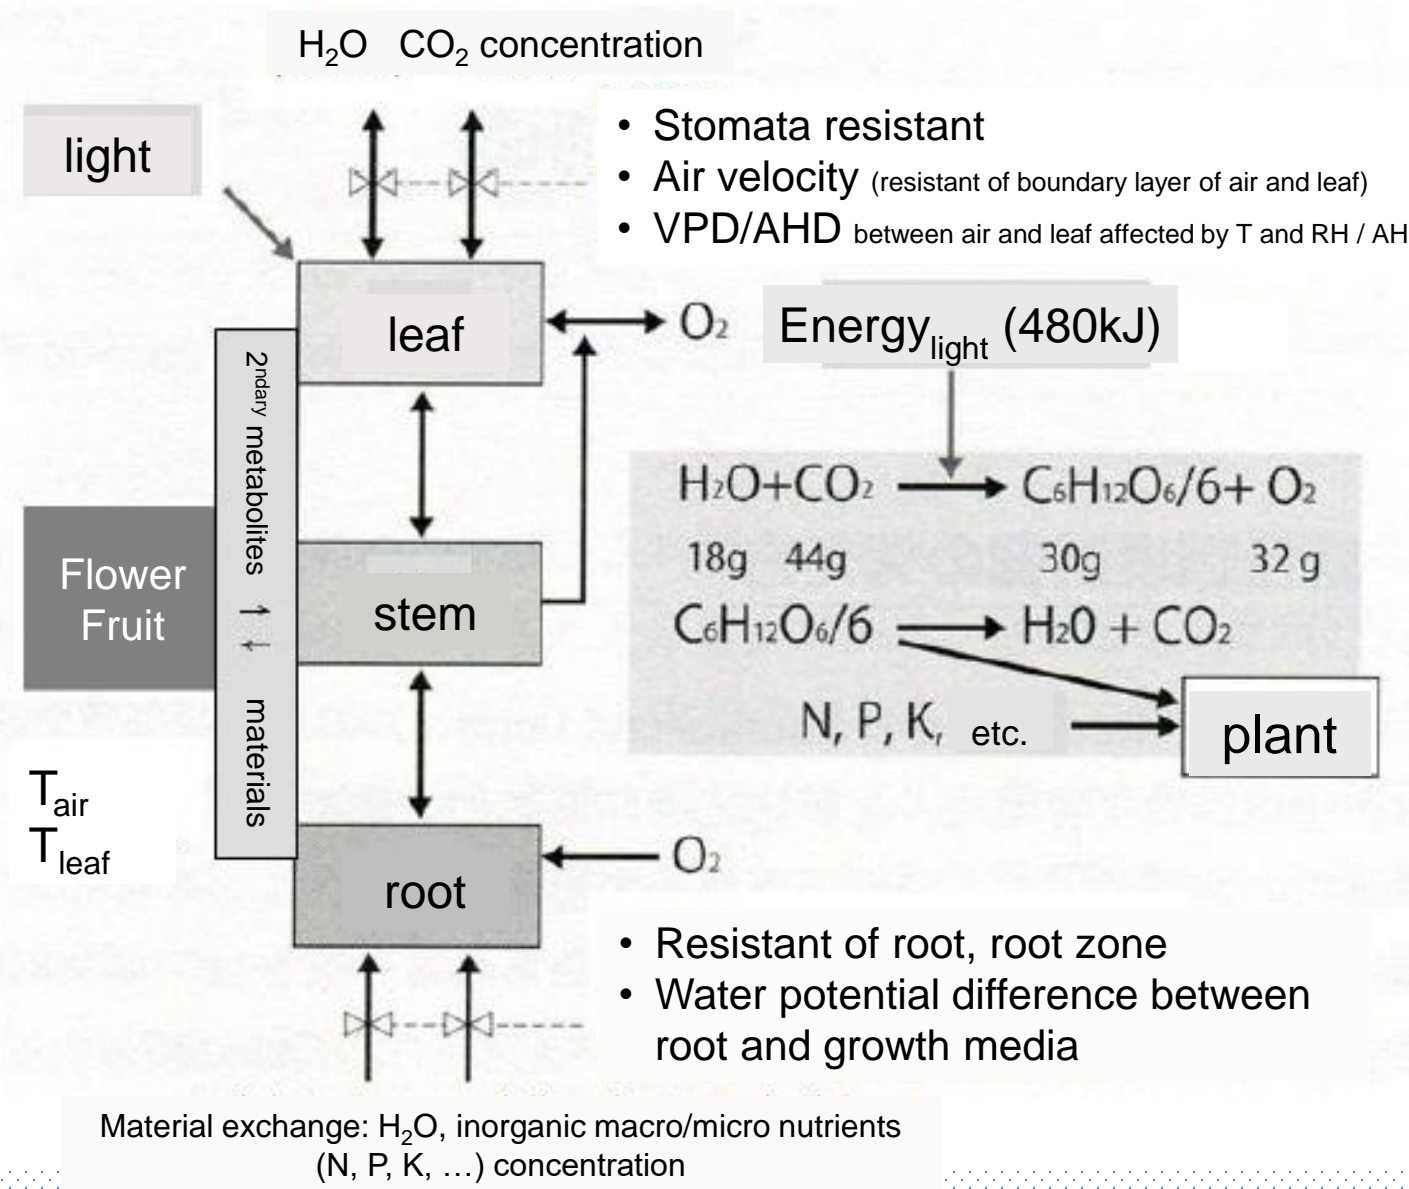 H₂O CO₂ concentration
light
• Stomata resistant
• Air velocity (resistant of boundary layer of air and leaf)
• VPD/AHD between air and leaf affected by T and RH / AH
leaf
O₂
Energy_light (480kJ)
2ndary metabolites ↑ ↓ materials
H₂O+CO₂ → C₆H₁₂O₆/6+ O₂
18g 44g 30g 32 g
Flower
Fruit
stem
C₆H₁₂O₆/6 → H₂0 + CO₂
N, P, K, etc.
plant
T_air
T_leaf
root
O₂
• Resistant of root, root zone
• Water potential difference between
root and growth media
Material exchange: H₂O, inorganic macro/micro nutrients
(N, P, K, …) concentration